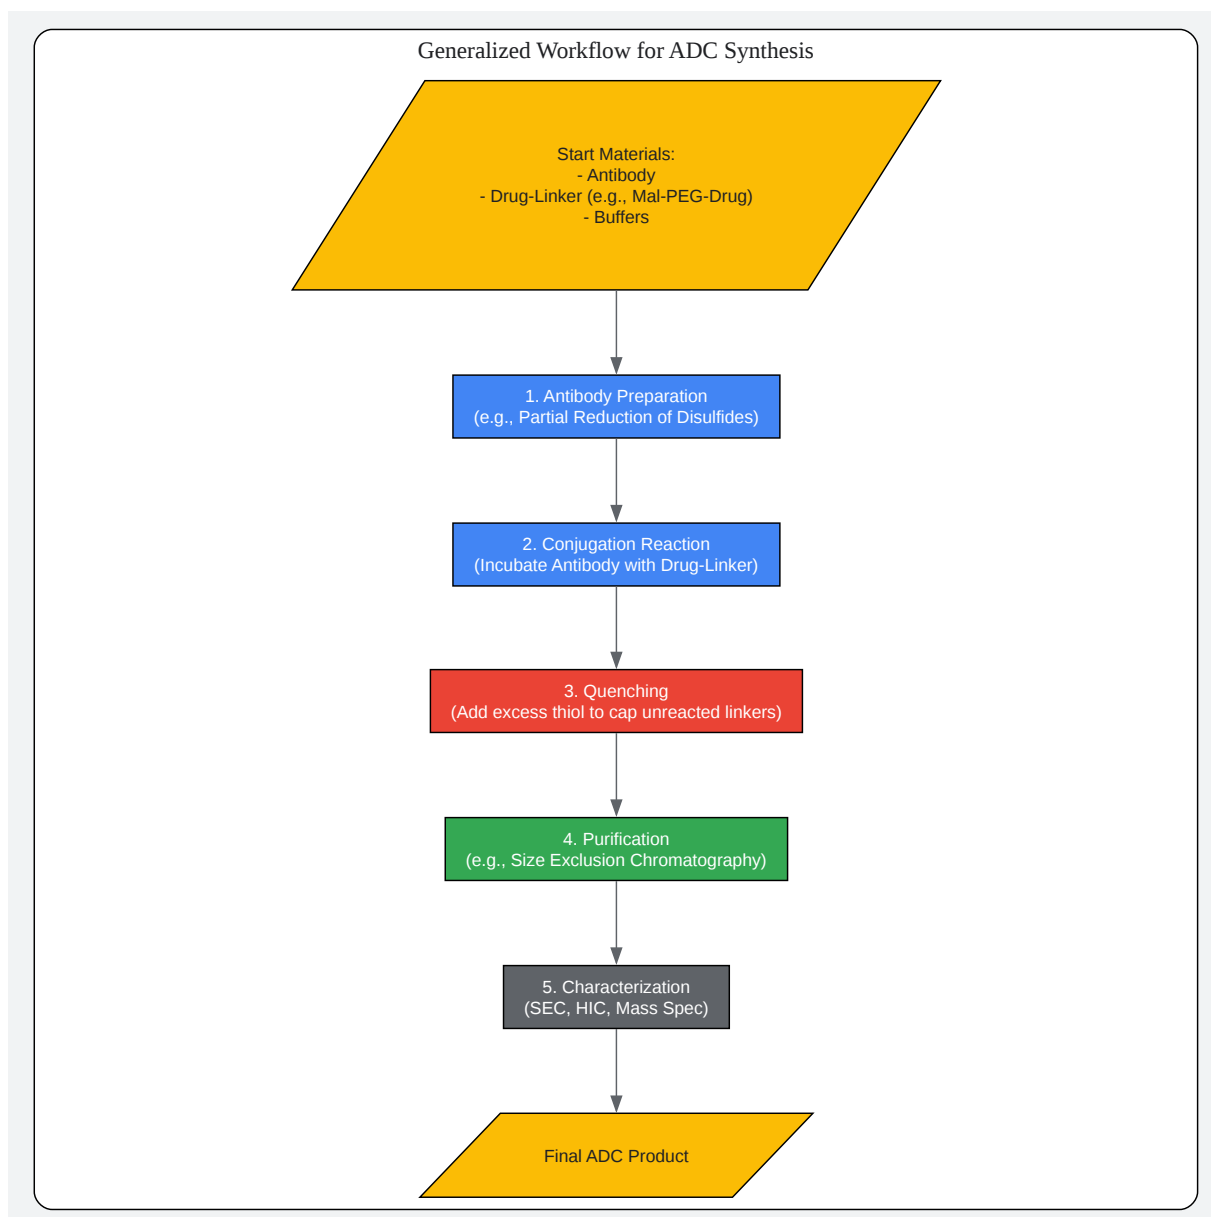 Generalized Workflow for ADC Synthesis
Start Materials:
- Antibody
- Drug-Linker (e.g., Mal-PEG-Drug)
- Buffers
1. Antibody Preparation
(e.g., Partial Reduction of Disulfides)
2. Conjugation Reaction
(Incubate Antibody with Drug-Linker)
3. Quenching
(Add excess thiol to cap unreacted linkers)
4. Purification
(e.g., Size Exclusion Chromatography)
5. Characterization
(SEC, HIC, Mass Spec)
Final ADC Product